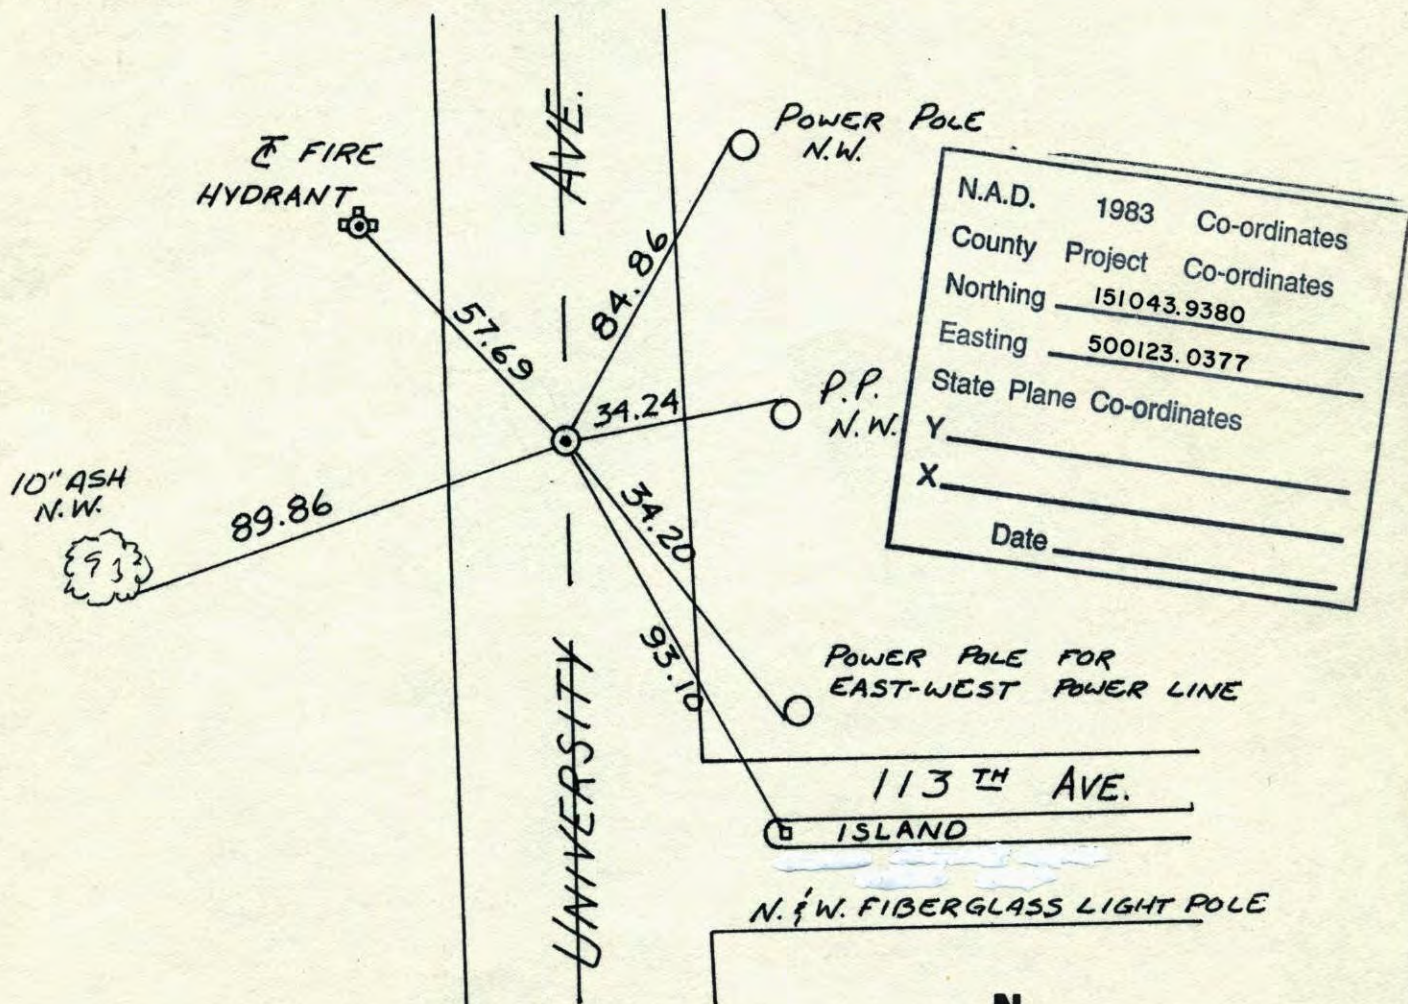 ℄ FIRE
HYDRANT
AVE.
POWER POLE
N.W.
N.A.D. 1983 Co-ordinates
County Project Co-ordinates
Northing 151043.9380
Easting 500123.0377
State Plane Co-ordinates
Y
X
Date
57.69
84.86
34.24
P.P.
N.W.
10" ASH
N.W.
89.86
34.20
93.10
POWER POLE FOR
EAST-WEST POWER LINE
UNIVERSITY
113TH AVE.
ISLAND
N. & W. FIBERGLASS LIGHT POLE
N